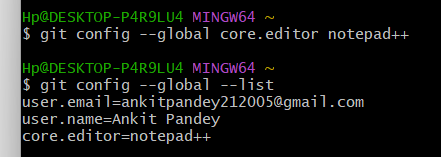 Hp@DESKTOP-P4R9LU4 MINGW64 ~
$ git config --global core.editor notepad++
Hp@DESKTOP-P4R9LU4 MINGW64 ~
$ git config --global --list
user.email=ankitpandey212005@gmail.com
user.name=Ankit Pandey
core.editor=notepad++